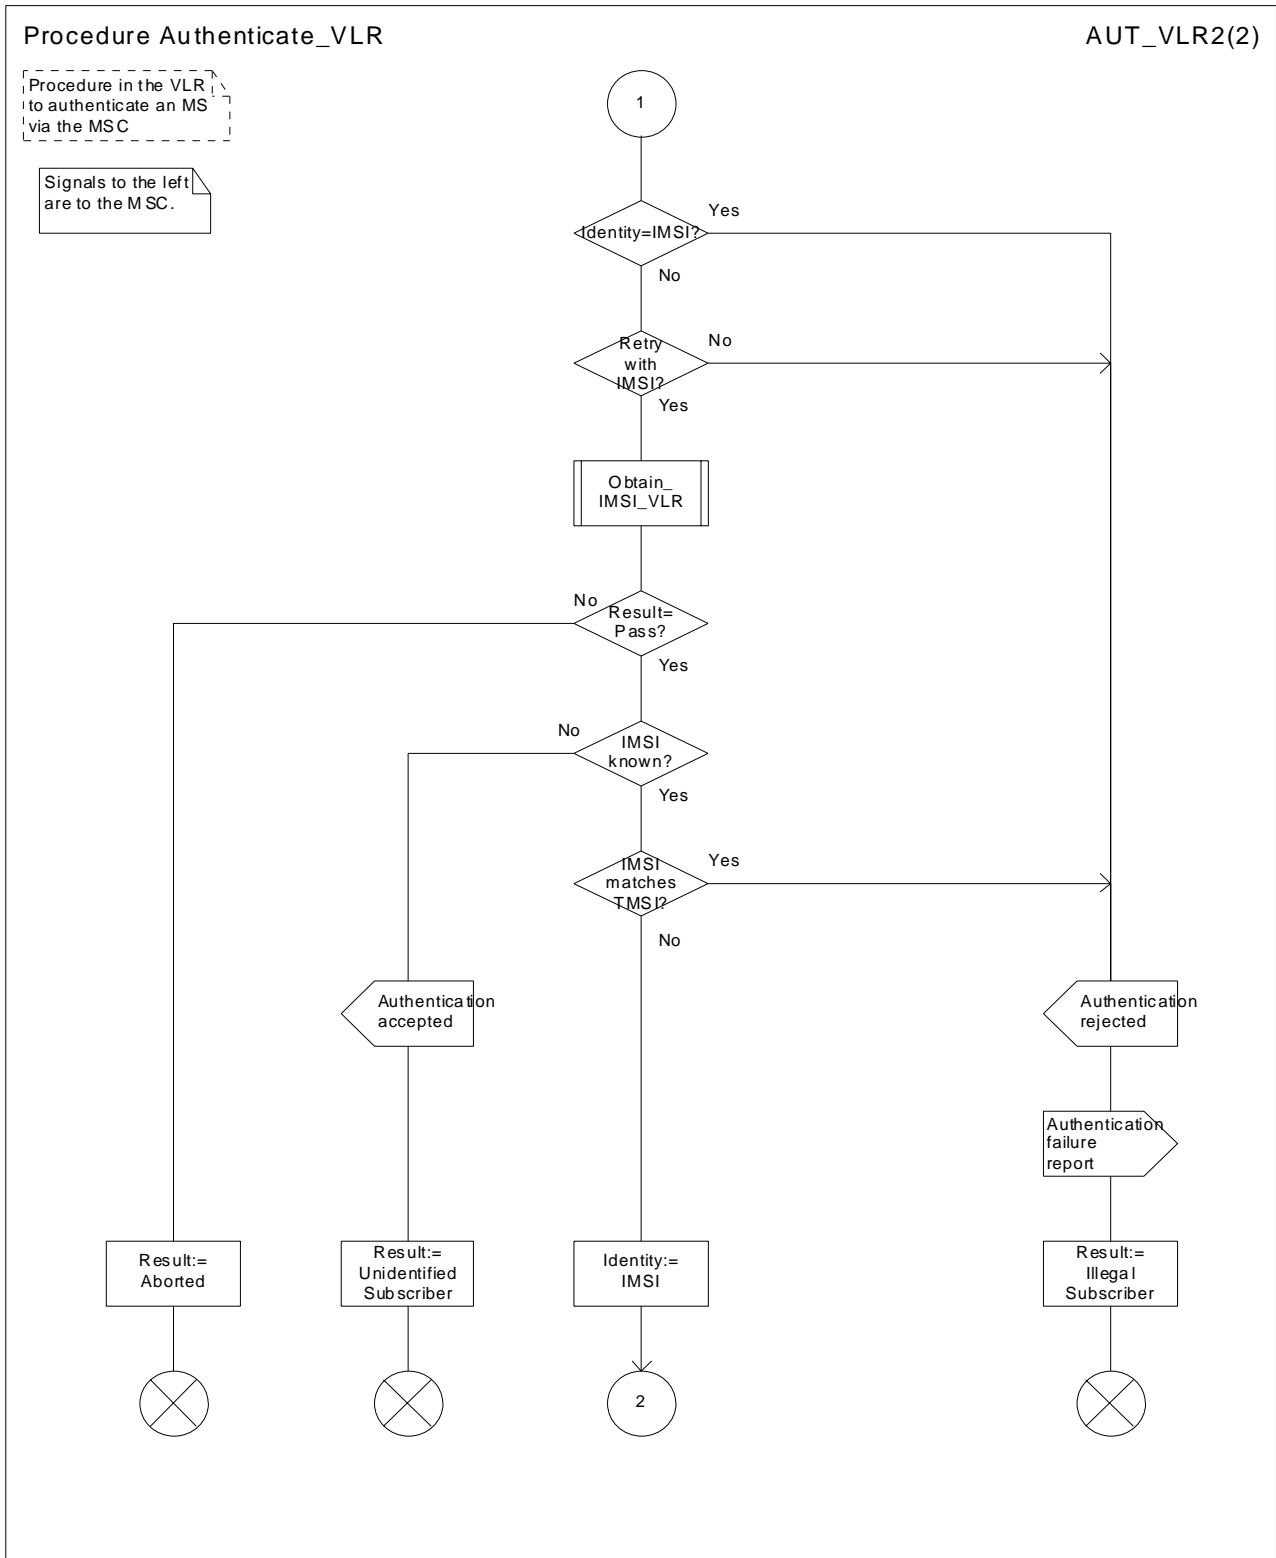 Procedure Authenticate_VLR
AUT_VLR2(2)
Procedure in the VLR
to authenticate an MS
via the MSC
1
Signals to the left
are to the MSC.
Yes
Identity=IMSI?
No
Retry
with
IMSI?
No
Yes
Obtain_
IMSI_VLR
No
Result=
Pass?
Yes
No
IMSI
known?
Yes
IMSI
matches
TMSI?
Yes
No
Authentication
accepted
Authentication
rejected
Authentication
failure
report
Result:=
Aborted
Result:=
Unidentified
Subscriber
Identity:=
IMSI
Result:=
Illegal
Subscriber
2